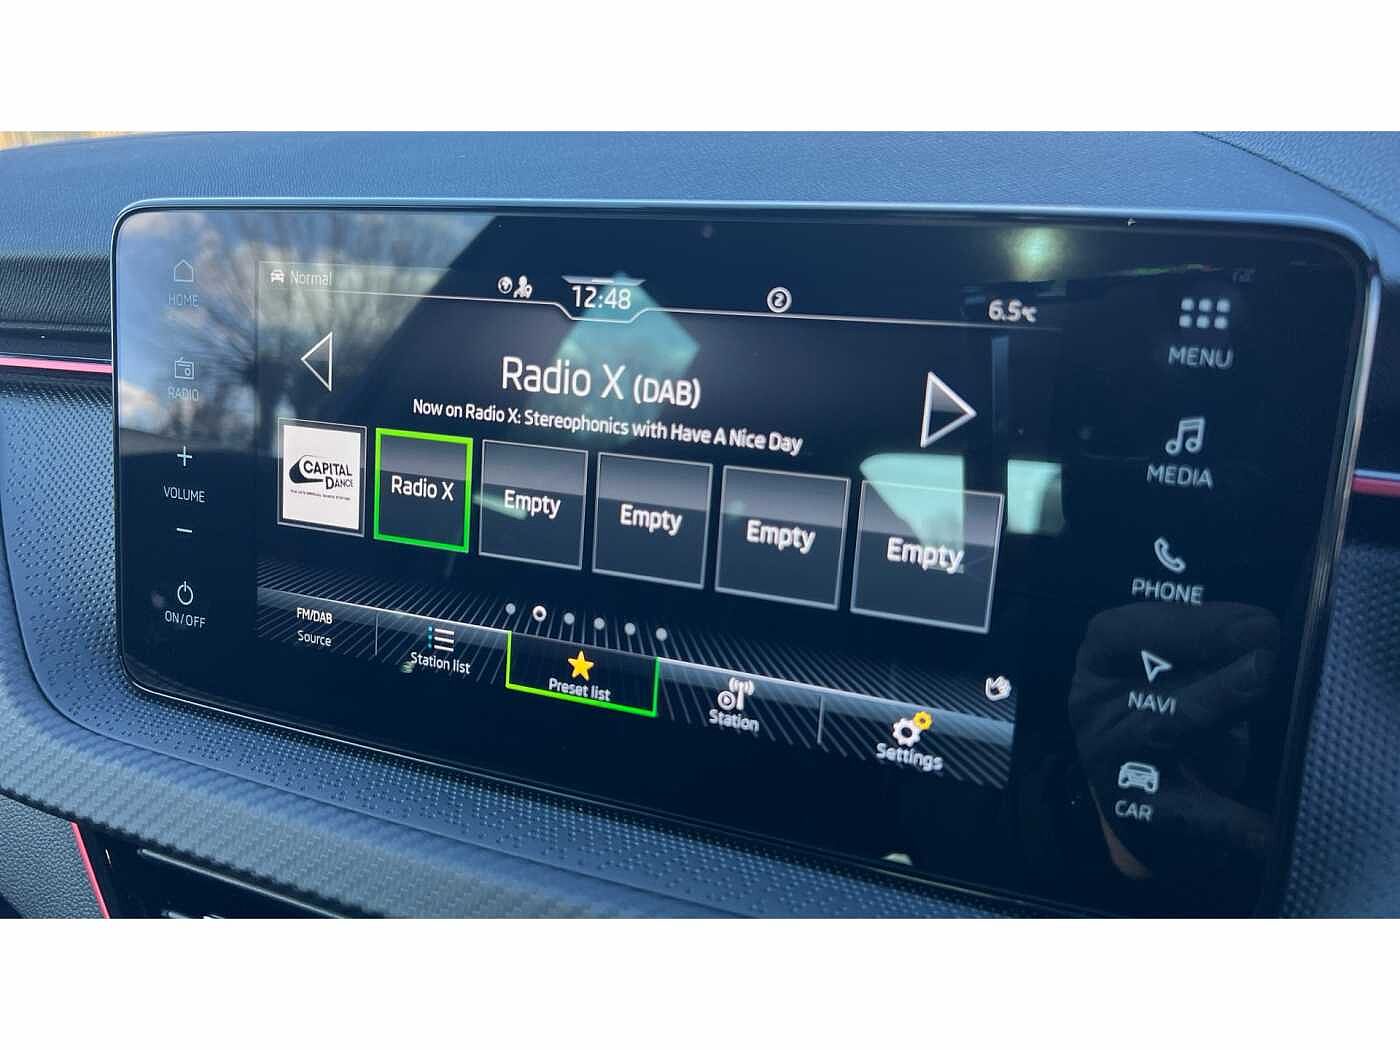 Normal
12:48
2
6.5°C
HOME
RADIO
VOLUME
ON/OFF
Radio X (DAB)
Now on Radio X: Stereophonics with Have A Nice Day
CAPITAL
DANCE
Radio X
Empty
Empty
Empty
Empty
FM/DAB
Source
Station list
Preset list
Station
Settings
MENU
MEDIA
PHONE
NAVI
CAR